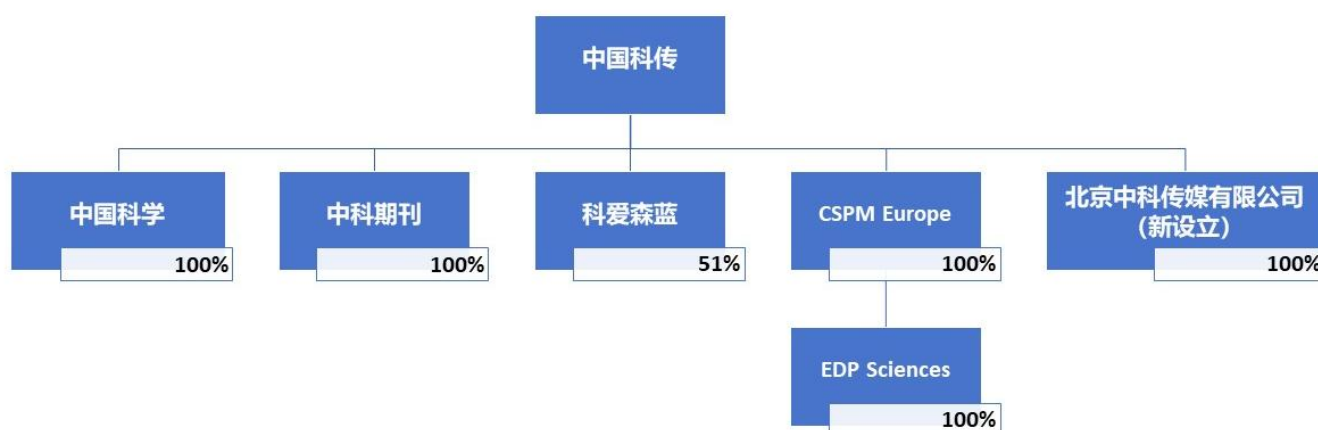 中国科传
中国科学
100%
中科期刊
100%
科爱森蓝
51%
CSPM Europe
100%
北京中科传媒有限公司
（新设立）
100%
EDP Sciences
100%